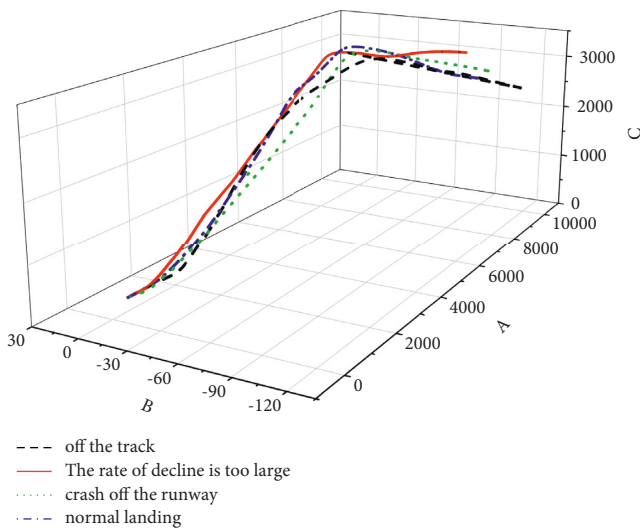 3000
2000
1000
0
C
10000
8000
6000
4000
2000
0
A
30
0
-30
-60
-90
-120
B
off the track
The rate of decline is too large
crash off the runway
normal landing